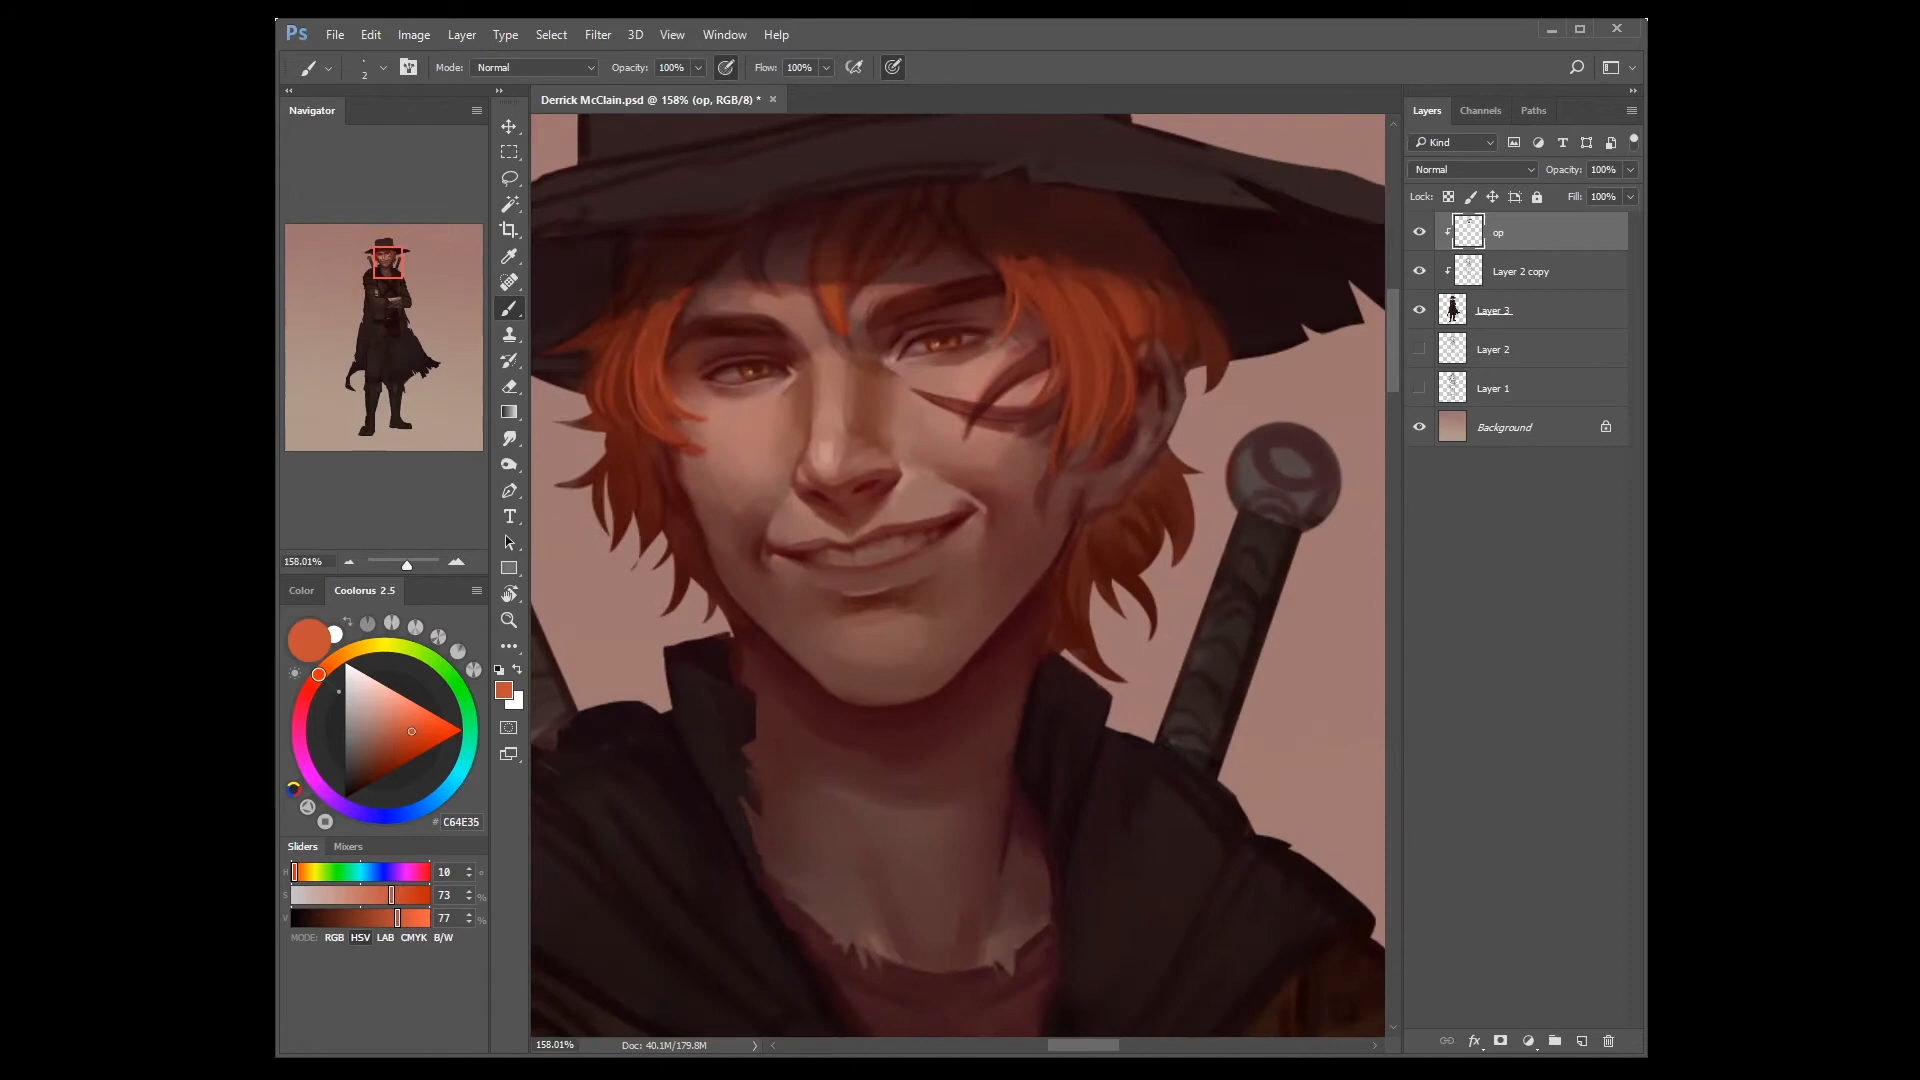 Ps File Edit Image Layer Type Select Filter 3D View Window Help
2 Mode: Normal Opacity: 100% Flow: 100%
Derrick McClain.psd @ 158% (op, RGB/8) * ×
Navigator
158.01%
Color Coolorus 2.5
# C64E35
Sliders Mixers
H 10 °
S 73 %
V 77 %
MODE: RGB HSV LAB CMYK B/W
158.01% Doc: 40.1M/179.8M
Layers Channels Paths
Kind
Normal Opacity: 100%
Lock: Fill: 100%
op
Layer 2 copy
Layer 3
Layer 2
Layer 1
Background
fx